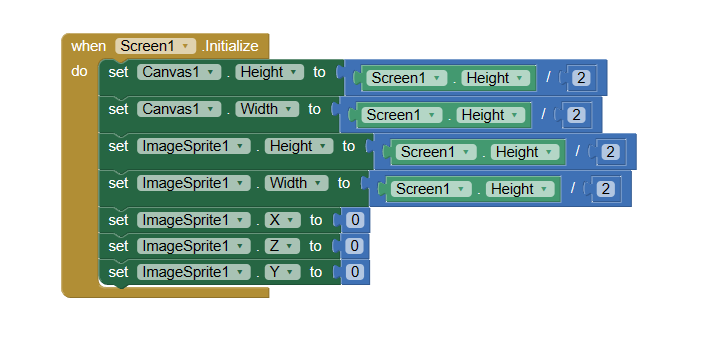 when Screen1 .Initialize
do set Canvas1 . Height to Screen1 . Height / 2
set Canvas1 . Width to Screen1 . Height / 2
set ImageSprite1 . Height to Screen1 . Height / 2
set ImageSprite1 . Width to Screen1 . Height / 2
set ImageSprite1 . X to 0
set ImageSprite1 . Z to 0
set ImageSprite1 . Y to 0